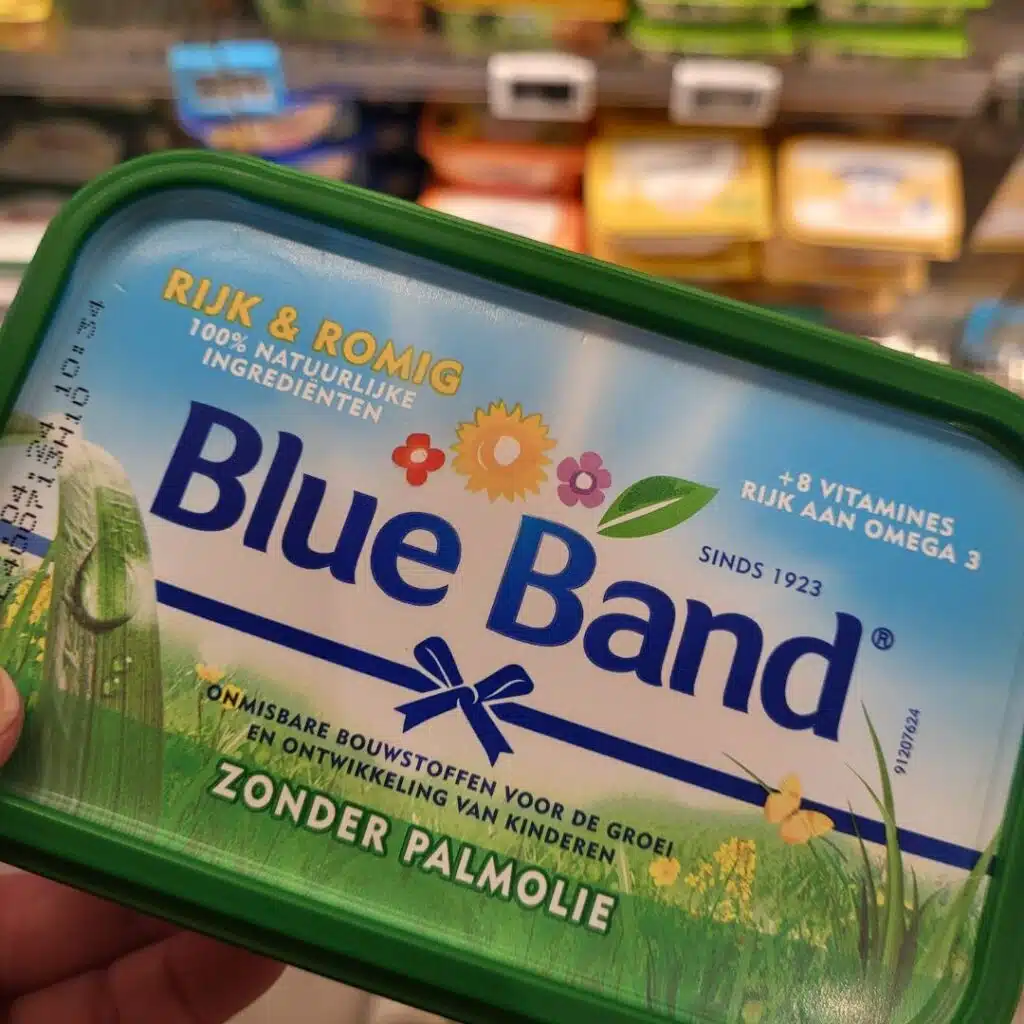 RIJK & ROMIG
100% NATUURLIJKE
INGREDIËNTEN
Blue Band®
+8 VITAMINES
RIJK AAN OMEGA 3
SINDS 1923
ONMISBARE BOUWSTOFFEN VOOR DE GROEI
EN ONTWIKKELING VAN KINDEREN
ZONDER PALMOLIE
91207624